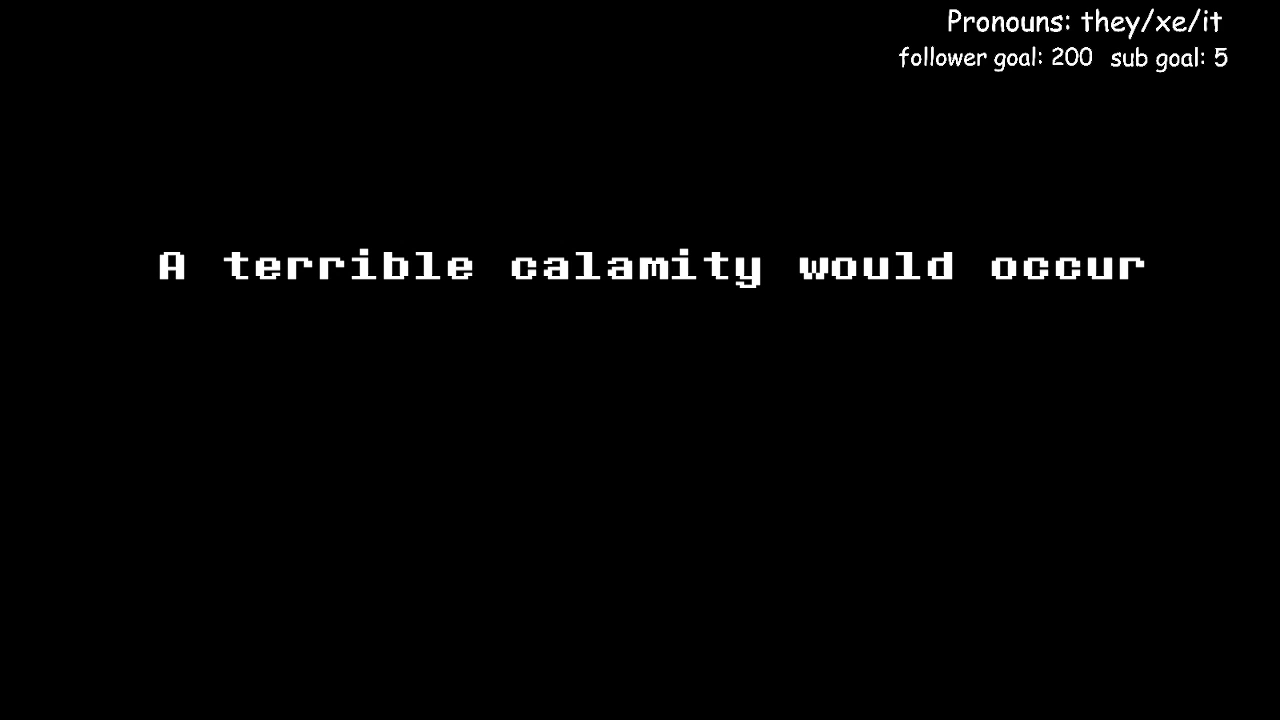 Pronouns: they/xe/it
follower goal: 200 sub goal: 5
A terrible calamity would occur